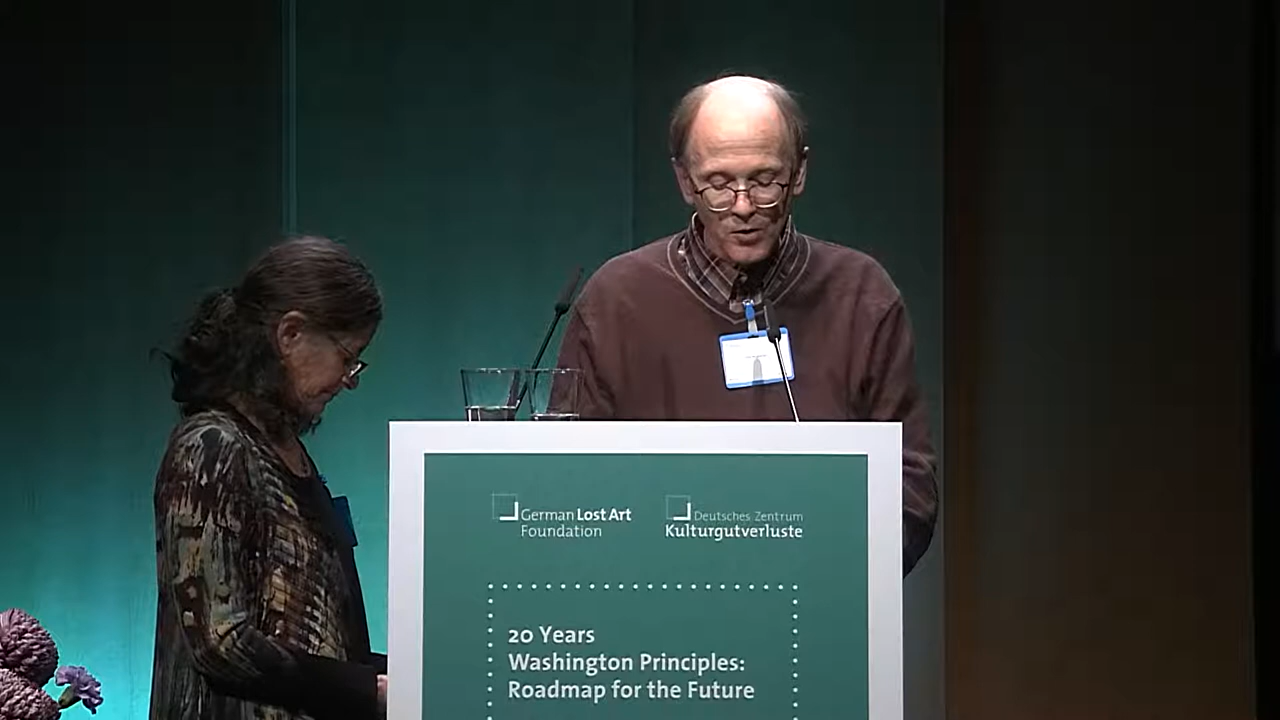 German Lost Art
Foundation
Deutsches Zentrum
Kulturgutverluste
20 Years
Washington Principles:
Roadmap for the Future